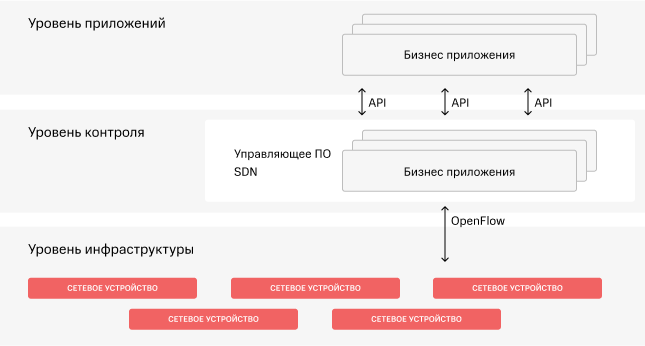 Уровень приложений
Бизнес приложения
API API API
Уровень контроля
Управляющее ПО
SDN
Бизнес приложения
OpenFlow
Уровень инфраструктуры
СЕТЕВОЕ УСТРОЙСТВО СЕТЕВОЕ УСТРОЙСТВО СЕТЕВОЕ УСТРОЙСТВО
СЕТЕВОЕ УСТРОЙСТВО СЕТЕВОЕ УСТРОЙСТВО